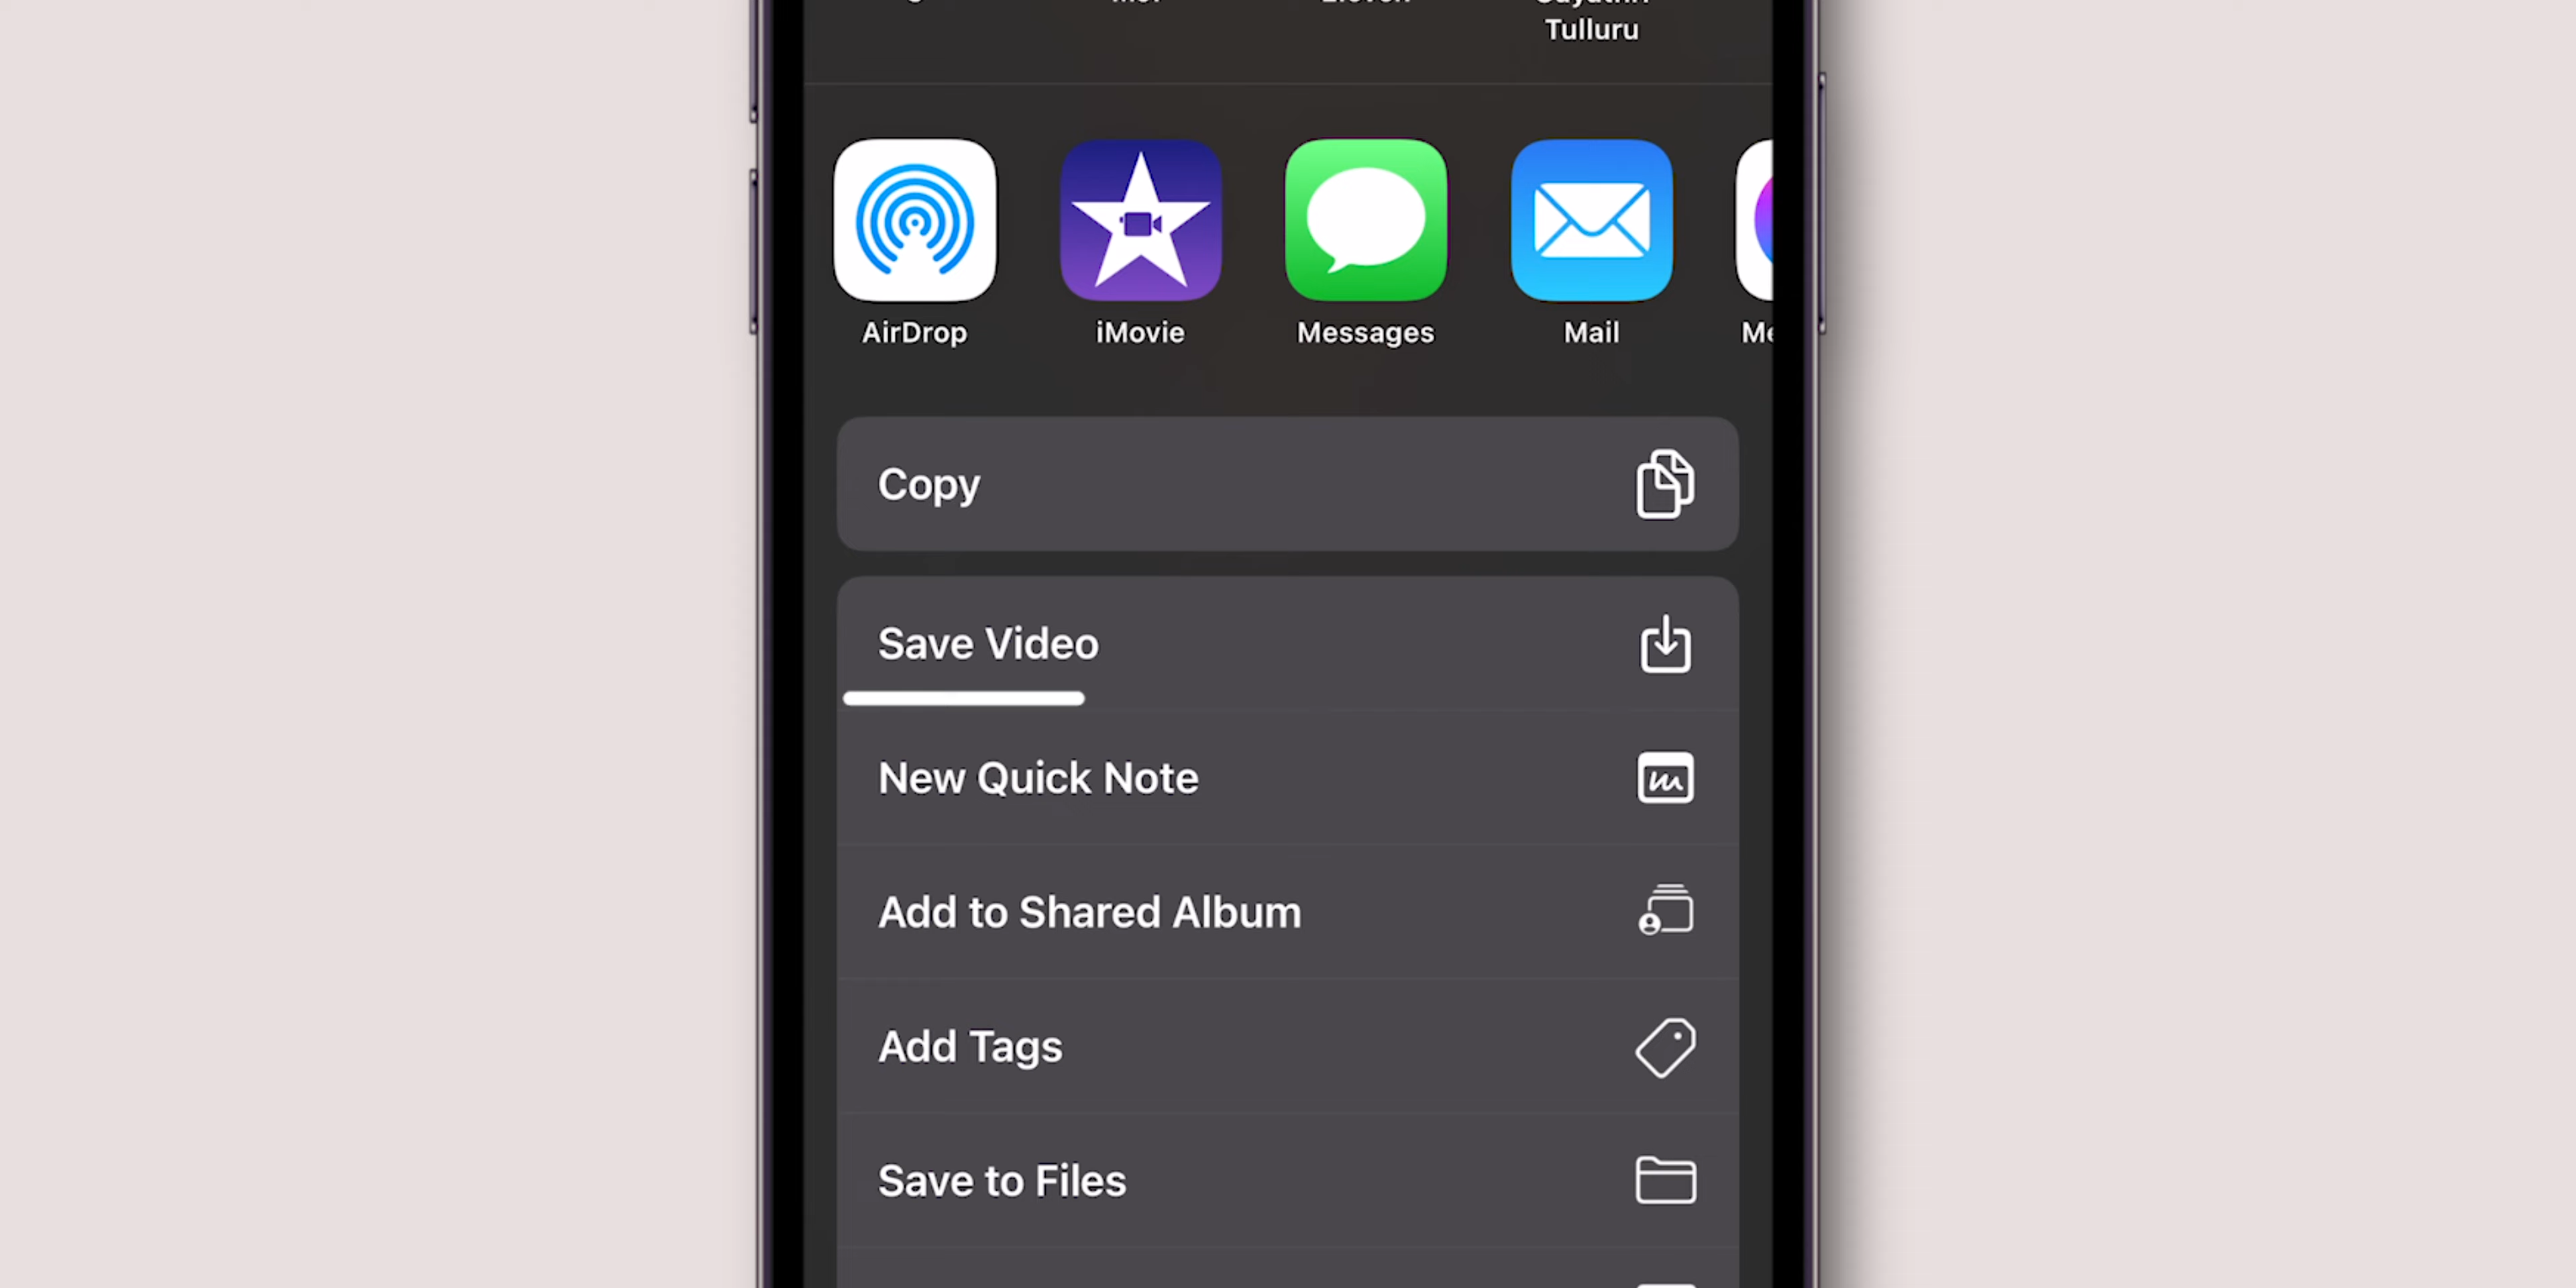 Tulluru
AirDrop
iMovie
Messages
Mail
Copy
Save Video
New Quick Note
Add to Shared Album
Add Tags
Save to Files